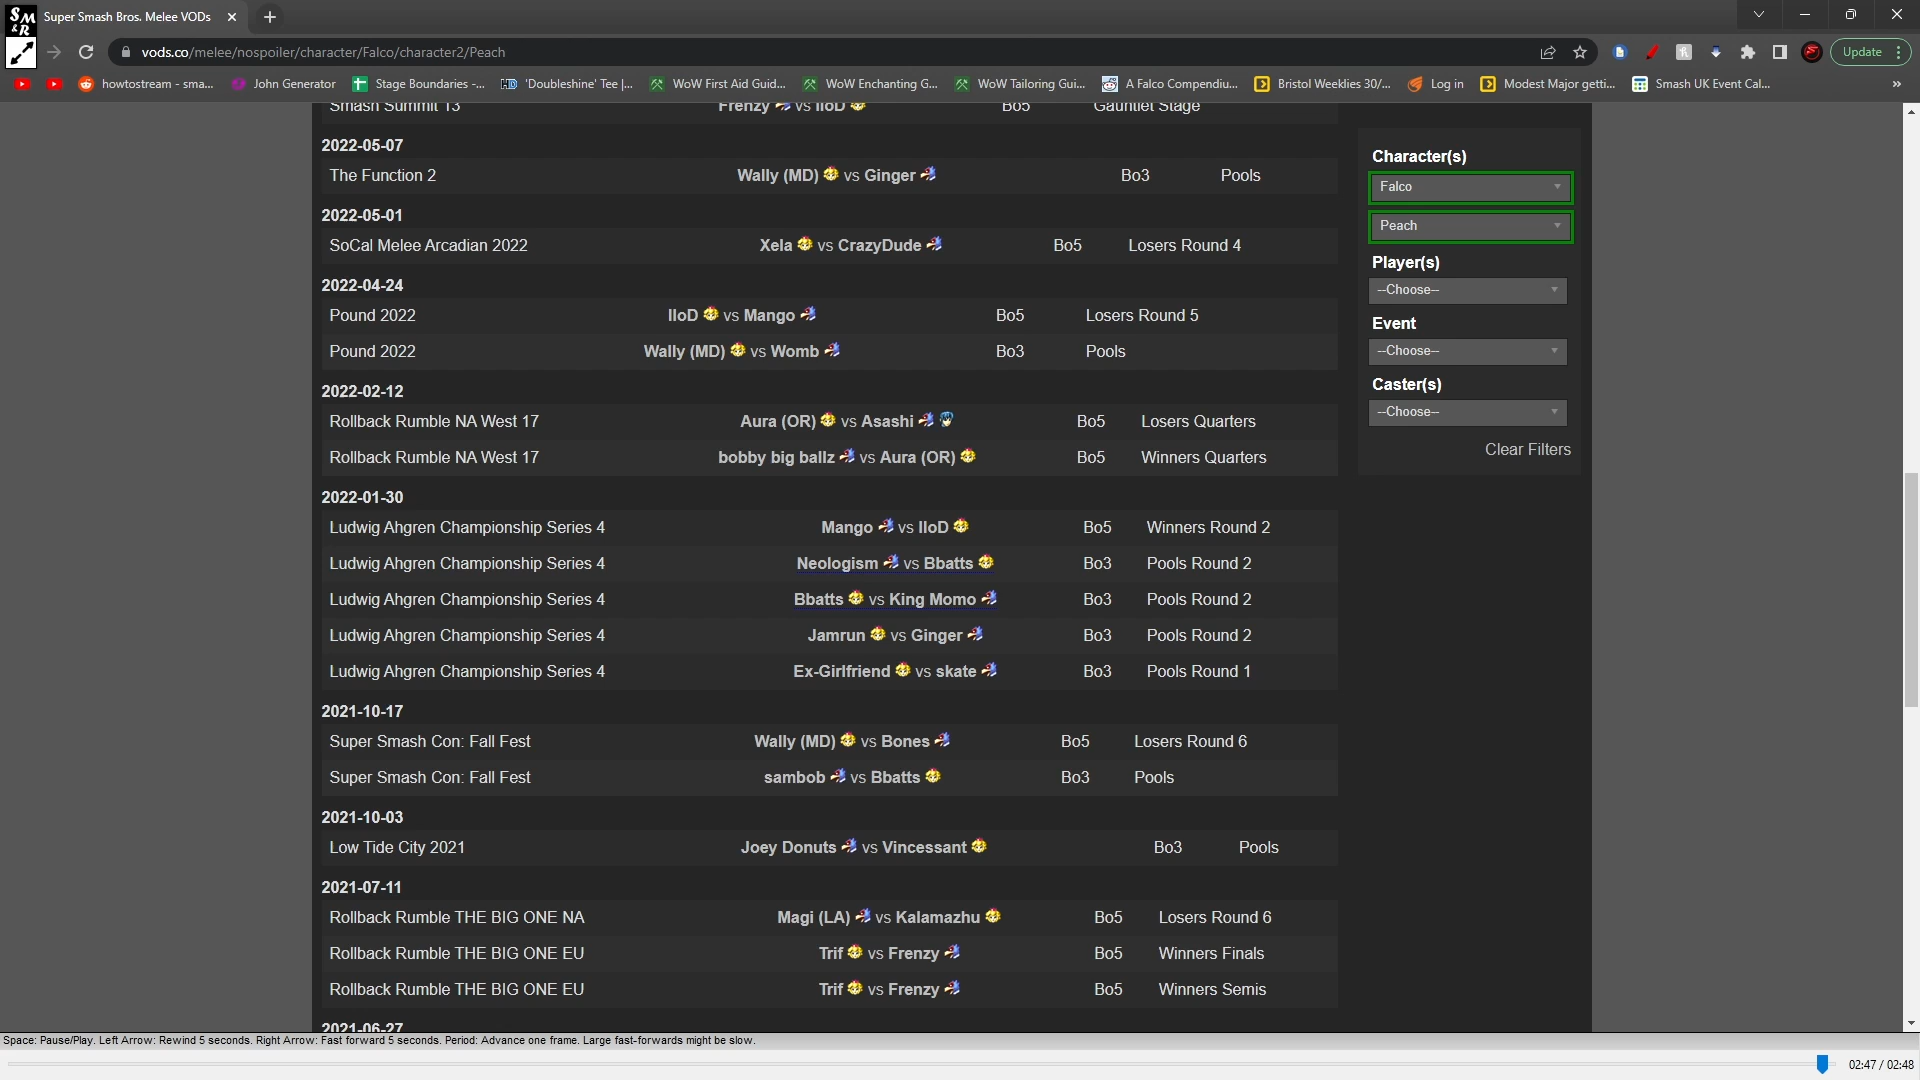 SM&R
Super Smash Bros. Melee VODs
vods.co/melee/nospoiler/character/Falco/character2/Peach
Update
howtostream - sma... John Generator Stage Boundaries -... 'Doubleshine' Tee |... WoW First Aid Guid... WoW Enchanting G... WoW Tailoring Gui... A Falco Compendiu... Bristol Weeklies 30/... Log in Modest Major getti... Smash UK Event Cal... »
Smash Summit 13 Frenzy vs lloD Bo5 Gauntlet Stage
2022-05-07
The Function 2 Wally (MD) vs Ginger Bo3 Pools
2022-05-01
SoCal Melee Arcadian 2022 Xela vs CrazyDude Bo5 Losers Round 4
2022-04-24
Pound 2022 lloD vs Mango Bo5 Losers Round 5
Pound 2022 Wally (MD) vs Womb Bo3 Pools
2022-02-12
Rollback Rumble NA West 17 Aura (OR) vs Asashi Bo5 Losers Quarters
Rollback Rumble NA West 17 bobby big ballz vs Aura (OR) Bo5 Winners Quarters
2022-01-30
Ludwig Ahgren Championship Series 4 Mango vs lloD Bo5 Winners Round 2
Ludwig Ahgren Championship Series 4 Neologism vs Bbatts Bo3 Pools Round 2
Ludwig Ahgren Championship Series 4 Bbatts vs King Momo Bo3 Pools Round 2
Ludwig Ahgren Championship Series 4 Jamrun vs Ginger Bo3 Pools Round 2
Ludwig Ahgren Championship Series 4 Ex-Girlfriend vs skate Bo3 Pools Round 1
2021-10-17
Super Smash Con: Fall Fest Wally (MD) vs Bones Bo5 Losers Round 6
Super Smash Con: Fall Fest sambob vs Bbatts Bo3 Pools
2021-10-03
Low Tide City 2021 Joey Donuts vs Vincessant Bo3 Pools
2021-07-11
Rollback Rumble THE BIG ONE NA Magi (LA) vs Kalamazhu Bo5 Losers Round 6
Rollback Rumble THE BIG ONE EU Trif vs Frenzy Bo5 Winners Finals
Rollback Rumble THE BIG ONE EU Trif vs Frenzy Bo5 Winners Semis
2021-06-27
Character(s)
Falco
Peach
Player(s)
--Choose--
Event
--Choose--
Caster(s)
--Choose--
Clear Filters
Space: Pause/Play. Left Arrow: Rewind 5 seconds. Right Arrow: Fast forward 5 seconds. Period: Advance one frame. Large fast-forwards might be slow.
02:47 / 02:48